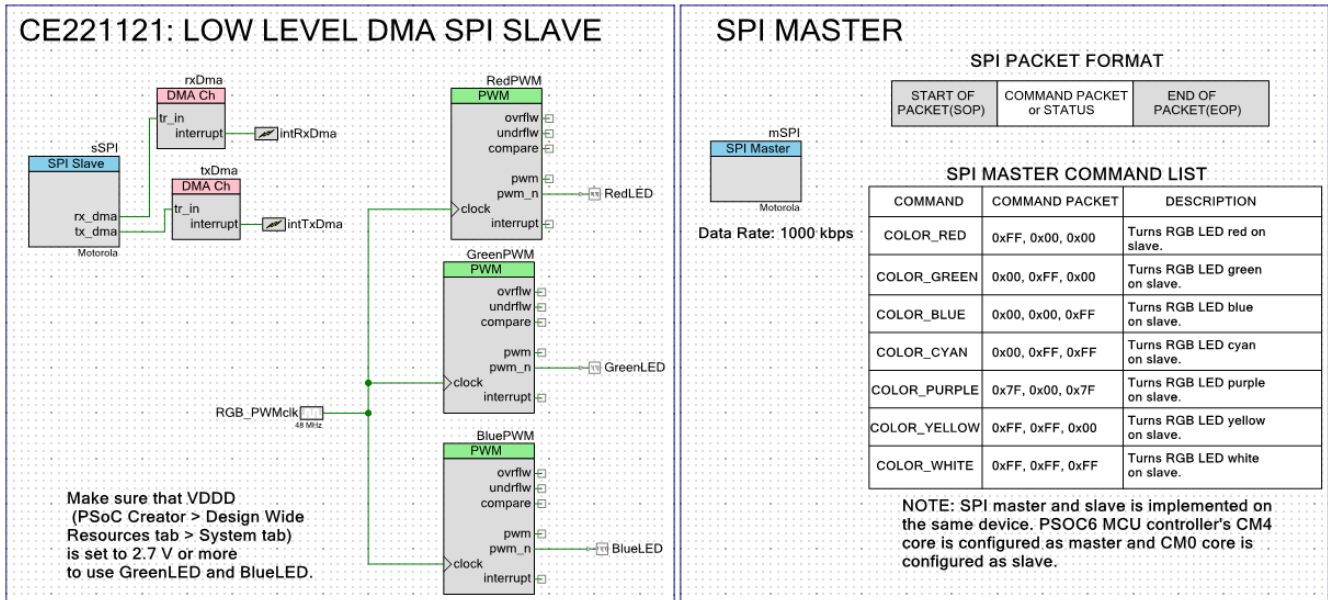 CE221121: LOW LEVEL DMA SPI SLAVE
rxDma
DMA Ch
tr_in
interrupt
intRxDma
sSPI
SPI Slave
rx_dma
tx_dma
Motorola
txDma
DMA Ch
tr_in
interrupt
intTxDma
RedPWM
PWM
ovrflw
undrflw
compare
pwm
pwm_n
RedLED
clock
interrupt
GreenPWM
PWM
ovrflw
undrflw
compare
pwm
pwm_n
GreenLED
clock
interrupt
RGB_PWMclk
48 MHz
BluePWM
PWM
ovrflw
undrflw
compare
pwm
pwm_n
BlueLED
clock
interrupt
Make sure that VDDD
(PSoC Creator > Design Wide
Resources tab > System tab)
is set to 2.7 V or more
to use GreenLED and BlueLED.
SPI MASTER
SPI PACKET FORMAT
START OF
PACKET(SOP)
COMMAND PACKET
or STATUS
END OF
PACKET(EOP)
mSPI
SPI Master
Motorola
Data Rate: 1000 kbps
SPI MASTER COMMAND LIST
COMMAND COMMAND PACKET DESCRIPTION
COLOR_RED 0xFF, 0x00, 0x00 Turns RGB LED red on
slave.
COLOR_GREEN 0x00, 0xFF, 0x00 Turns RGB LED green
on slave.
COLOR_BLUE 0x00, 0x00, 0xFF Turns RGB LED blue
on slave.
COLOR_CYAN 0x00, 0xFF, 0xFF Turns RGB LED cyan
on slave.
COLOR_PURPLE 0x7F, 0x00, 0x7F Turns RGB LED purple
on slave.
COLOR_YELLOW 0xFF, 0xFF, 0x00 Turns RGB LED yellow
on slave.
COLOR_WHITE 0xFF, 0xFF, 0xFF Turns RGB LED white
on slave.
NOTE: SPI master and slave is implemented on
the same device. PSOC6 MCU controller's CM4
core is configured as master and CM0 core is
configured as slave.